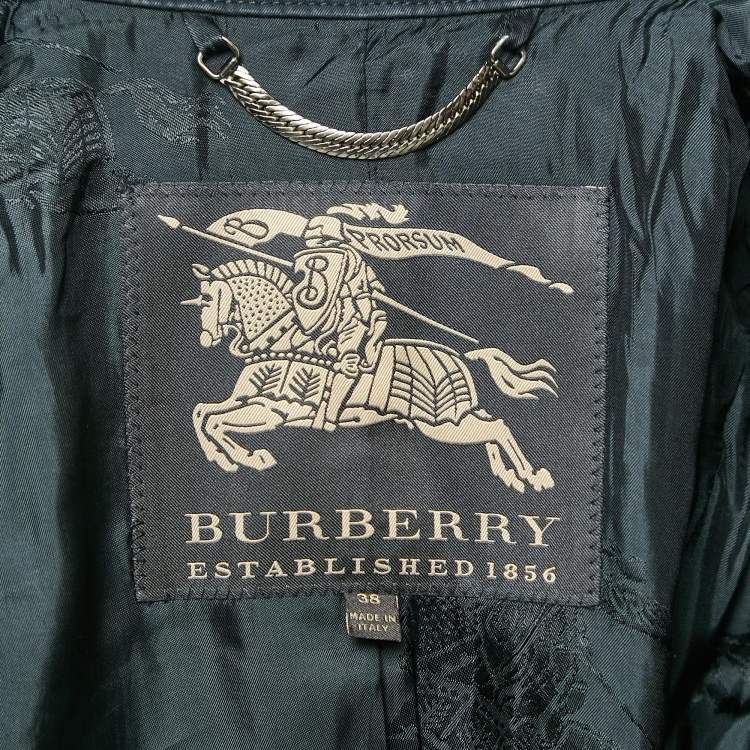 B
PRORSUM
B
BURBERRY
ESTABLISHED 1856
38
MADE IN
ITALY